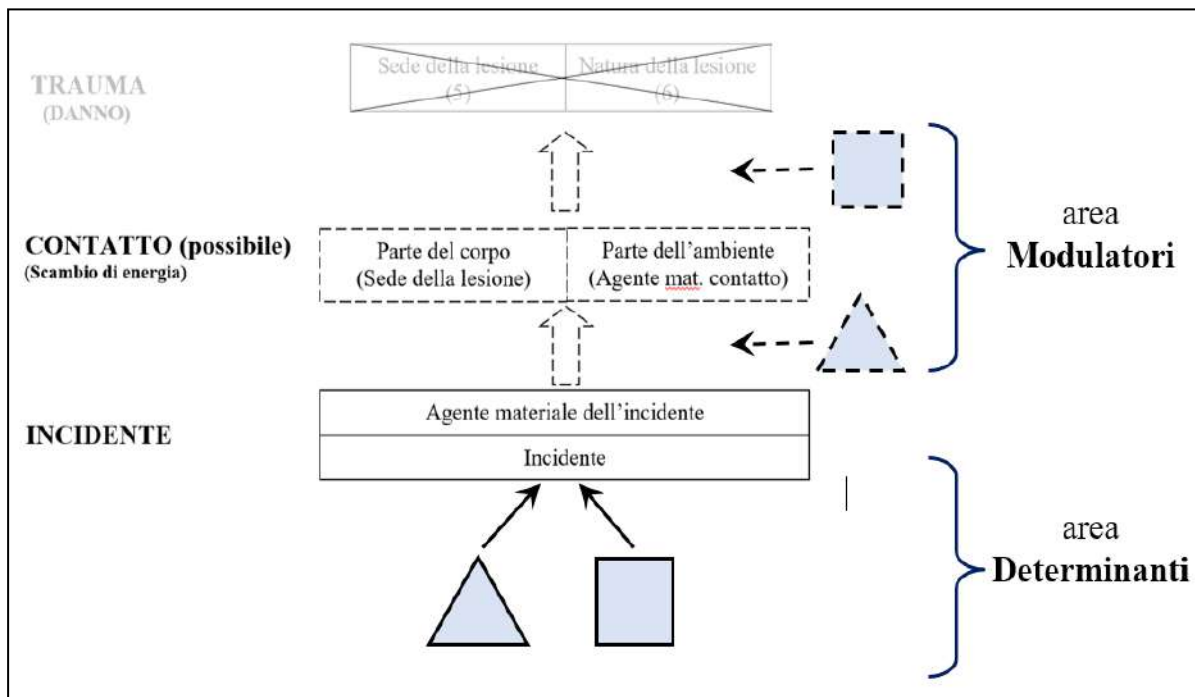 TRAUMA
(DANNO)
Sede della lesione
(5)
Natura della lesione
(6)
CONTATTO (possibile)
(Scambio di energia)
Parte del corpo
(Sede della lesione)
Parte dell'ambiente
(Agente mat. contatto)
area
Modulatori
INCIDENTE
Agente materiale dell'incidente
Incidente
area
Determinanti